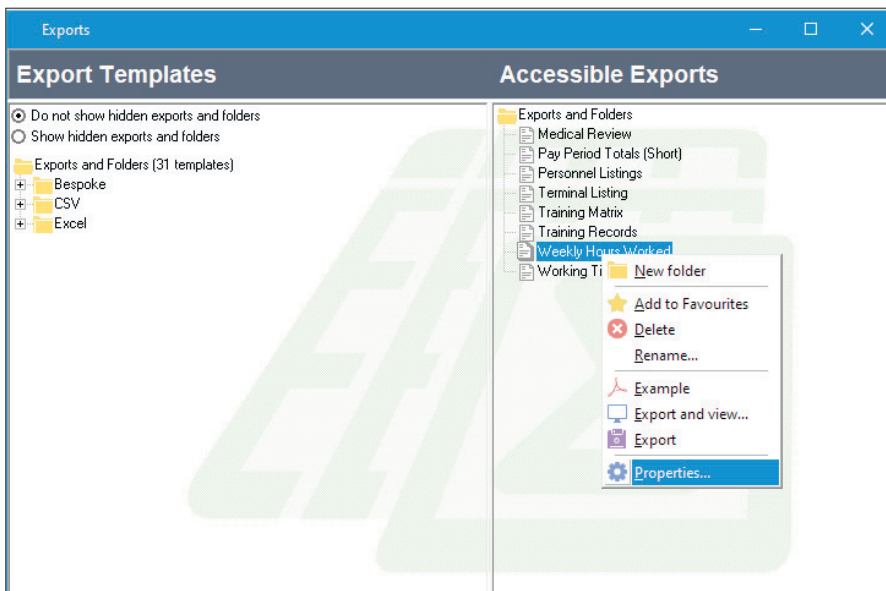 Exports
Export Templates
Accessible Exports
Do not show hidden exports and folders
Show hidden exports and folders
Exports and Folders (31 templates)
Bespoke
CSV
Excel
Exports and Folders
Medical Review
Pay Period Totals (Short)
Personnel Listings
Terminal Listing
Training Matrix
Training Records
Weekly Hours Worked
Working Ti
New folder
Add to Favourites
Delete
Rename...
Example
Export and view...
Export
Properties...